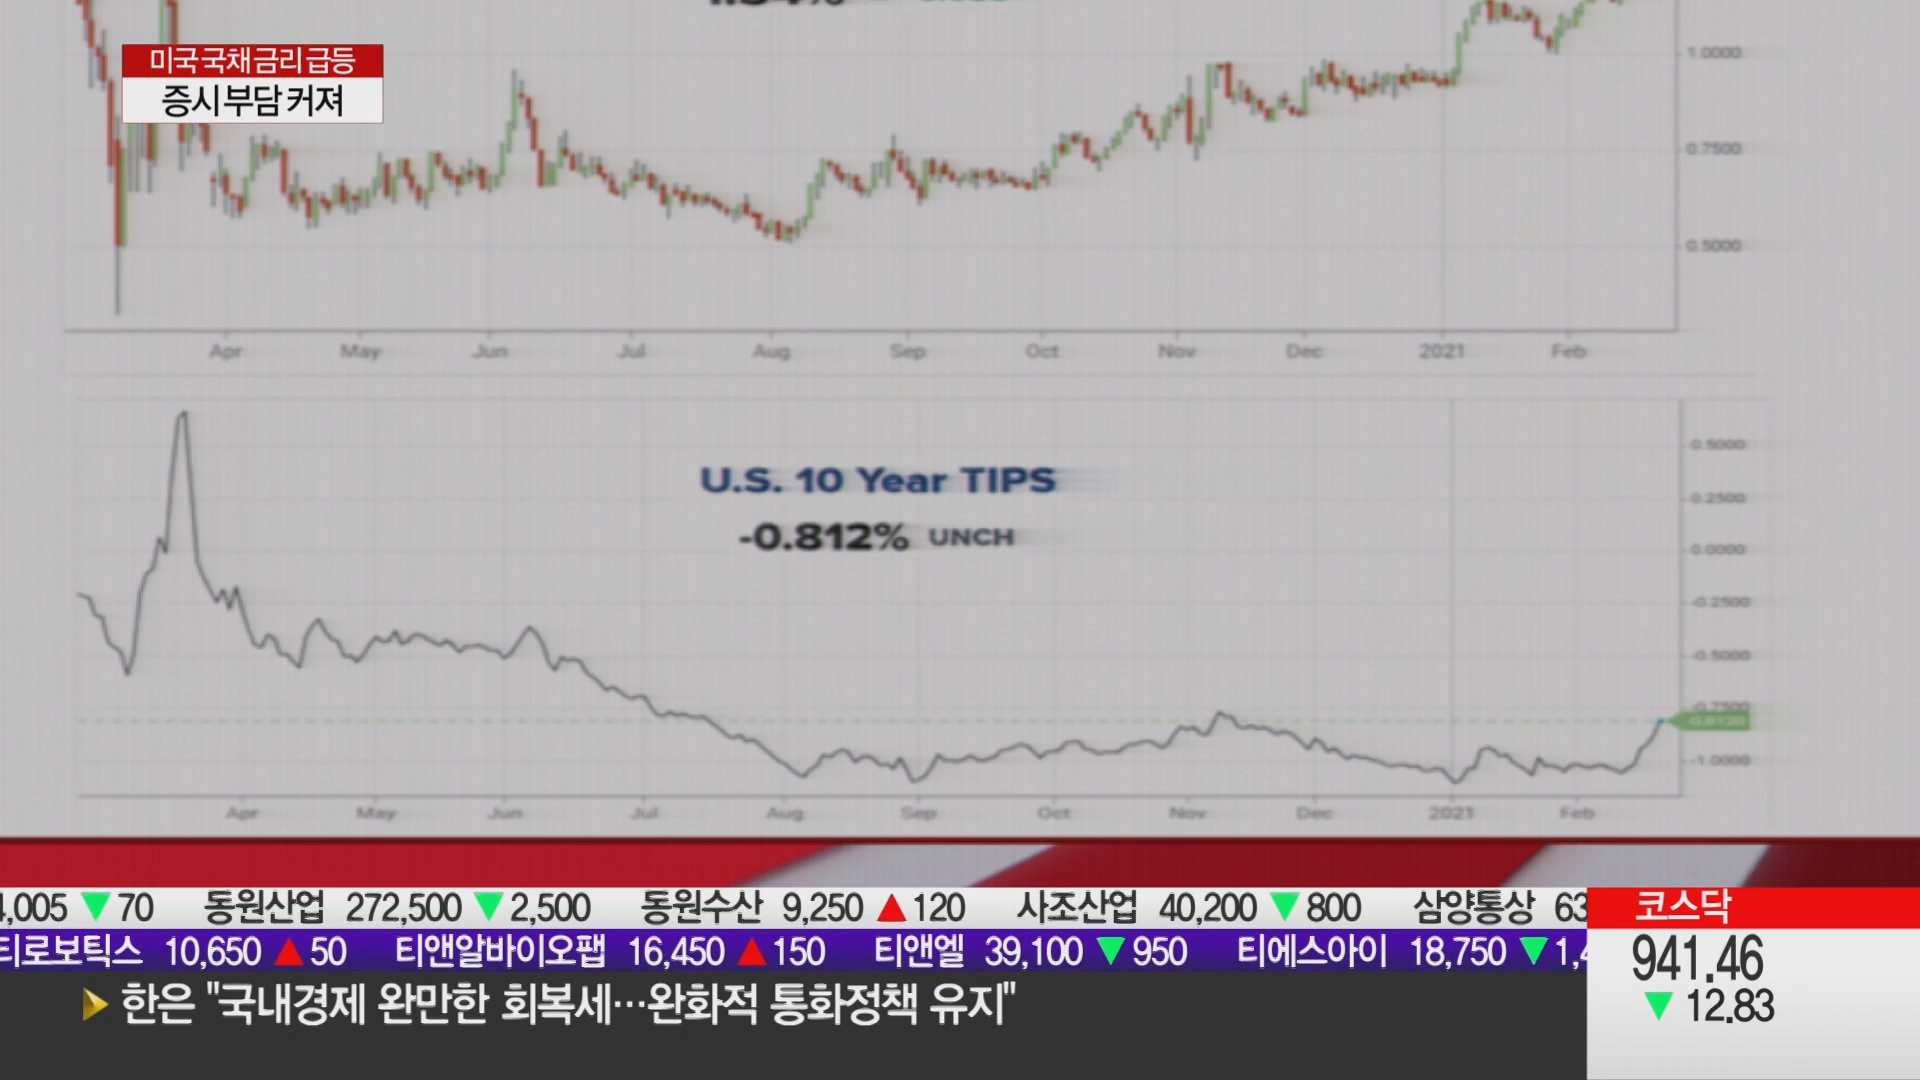 미국 국채 금리 급등
증시 부담 커져
1.0000
0.7500
0.5000
Apr May Jun Jul Aug Sep Oct Nov Dec 2021 Feb
U.S. 10 Year TIPS
-0.812% UNCH
0.5000
0.2500
0.0000
-0.2500
-0.5000
-0.7500
-1.0000
Apr May Jun Jul Aug Sep Oct Nov Dec 2021 Feb
,005 ▼ 70 동원산업 272,500 ▼ 2,500 동원수산 9,250 ▲ 120 사조산업 40,200 ▼ 800 삼양통상 63
코스닥
티로보틱스 10,650 ▲ 50 티앤알바이오팹 16,450 ▲ 150 티앤엘 39,100 ▼ 950 티에스아이 18,750 ▼ 1,4
941.46
▼ 12.83
한은 "국내경제 완만한 회복세…완화적 통화정책 유지"